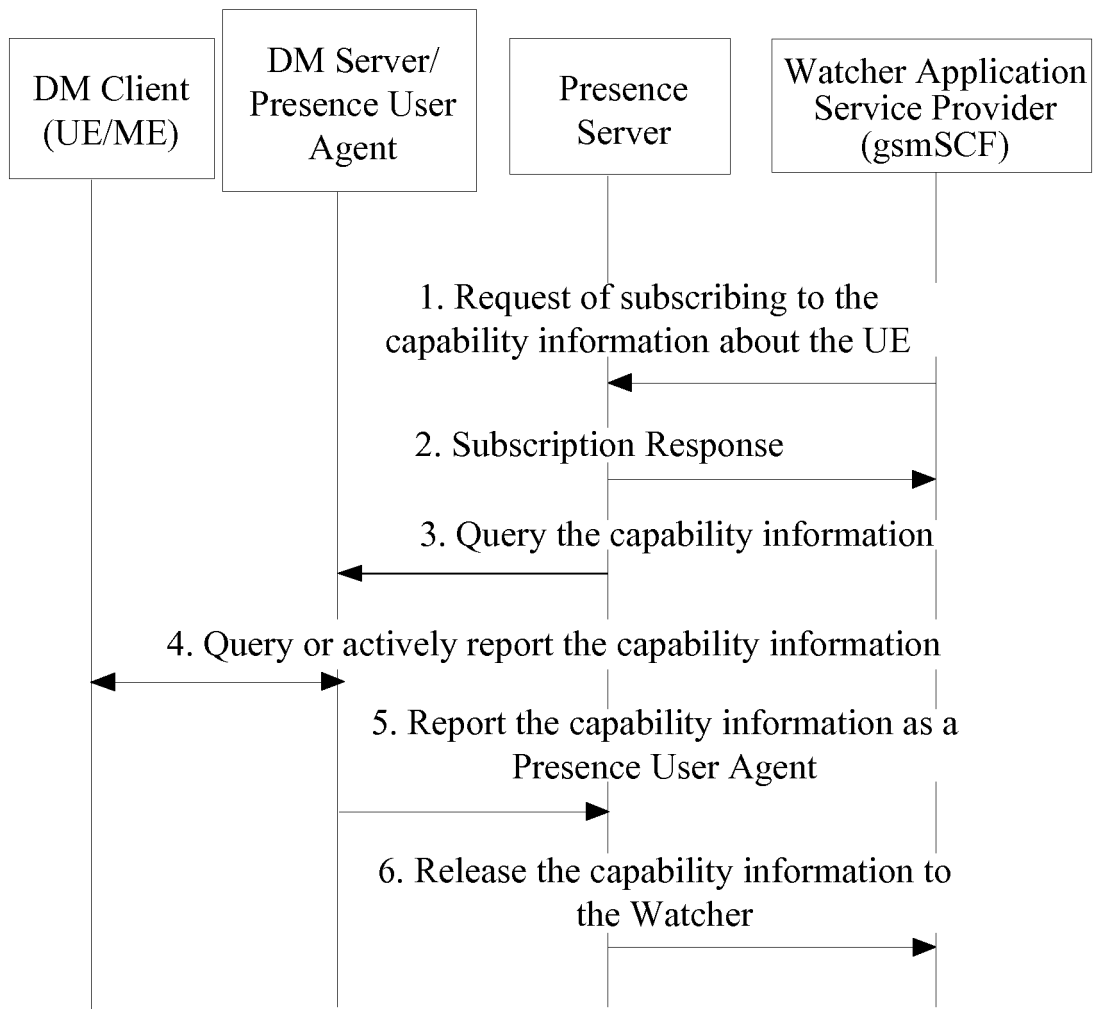 DM Client
(UE/ME)
DM Server/
Presence User
Agent
Presence
Server
Watcher Application
Service Provider
(gsmSCF)
1. Request of subscribing to the
capability information about the UE
2. Subscription Response
3. Query the capability information
4. Query or actively report the capability information
5. Report the capability information as a
Presence User Agent
6. Release the capability information to
the Watcher